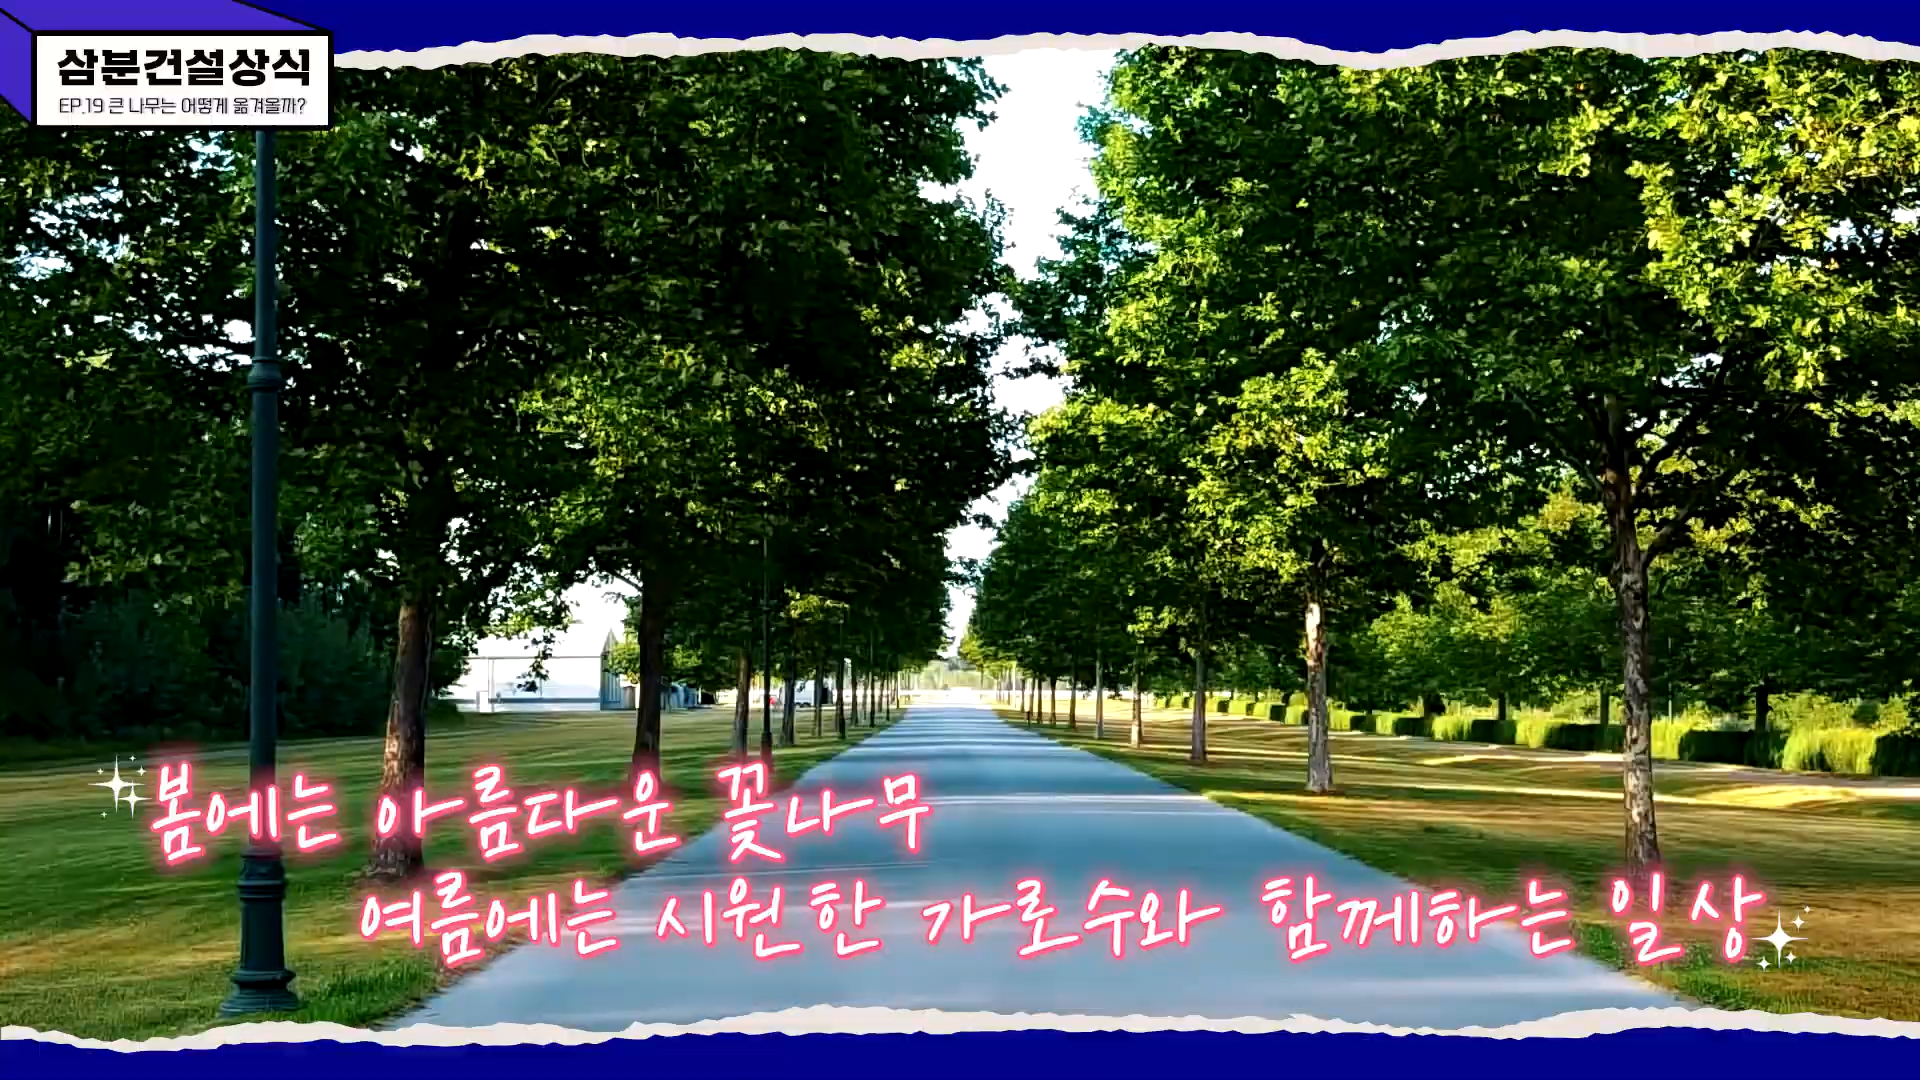 삼분건설상식
EP.19 큰 나무는 어떻게 옮겨올까?
봄에는 아름다운 꽃나무
여름에는 시원한 가로수와 함께하는 일상